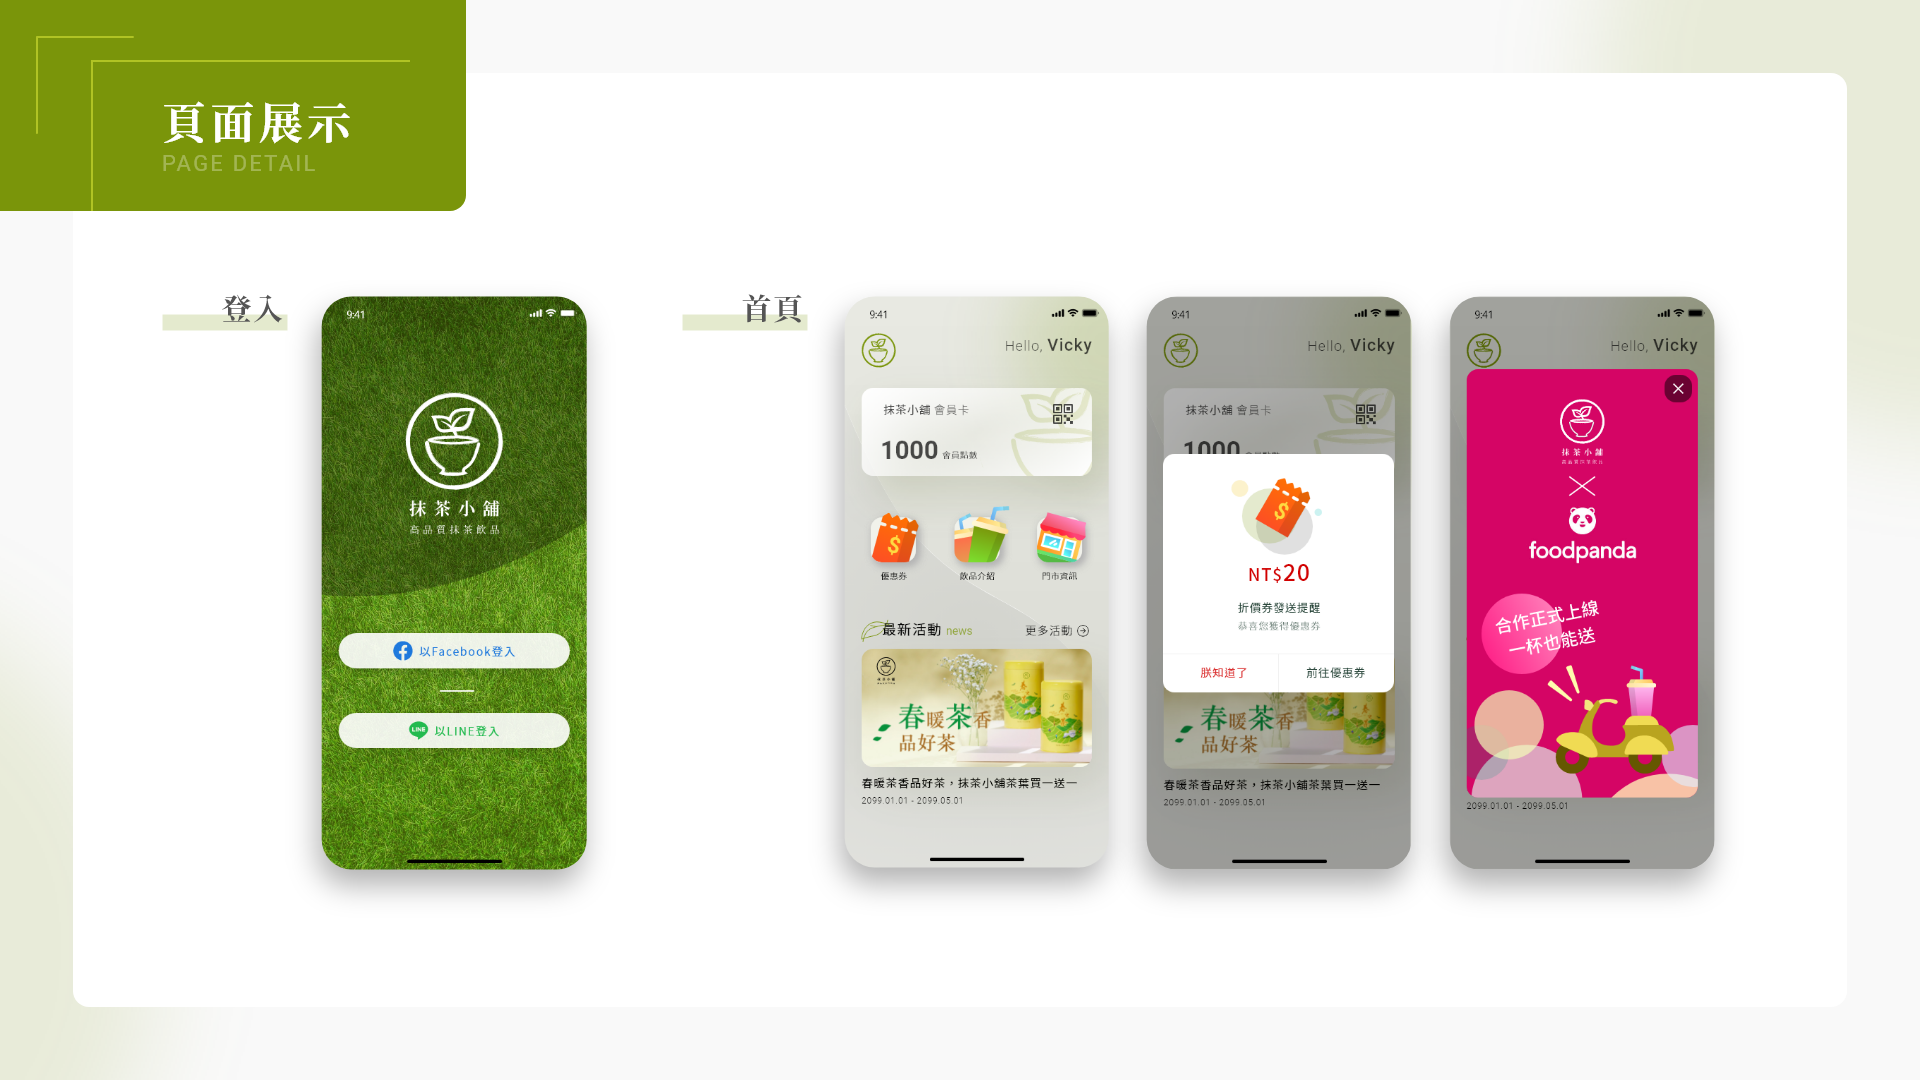 頁面展示
PAGE DETAIL
登入
9:41
抹茶小舖
高品質抹茶飲品
以Facebook登入
LINE
以LINE登入
首頁
9:41
Hello, Vicky
抹茶小舖 會員卡
1000 會員點數
優惠券
飲品介紹
門市資訊
最新活動 news
更多活動
抹茶小舖
春暖茶香
品好茶
春暖茶香品好茶，抹茶小舖茶葉買一送一
2099.01.01 - 2099.05.01
9:41
Hello, Vicky
抹茶小舖 會員卡
1000
NT$20
折價券發送提醒
恭喜您獲得優惠券
朕知道了
前往優惠券
春暖茶香
品好茶
春暖茶香品好茶，抹茶小舖茶葉買一送一
2099.01.01 - 2099.05.01
9:41
Hello, Vicky
抹茶小舖
高品質抹茶飲品
foodpanda
合作正式上線
一杯也能送
2099.01.01 - 2099.05.01